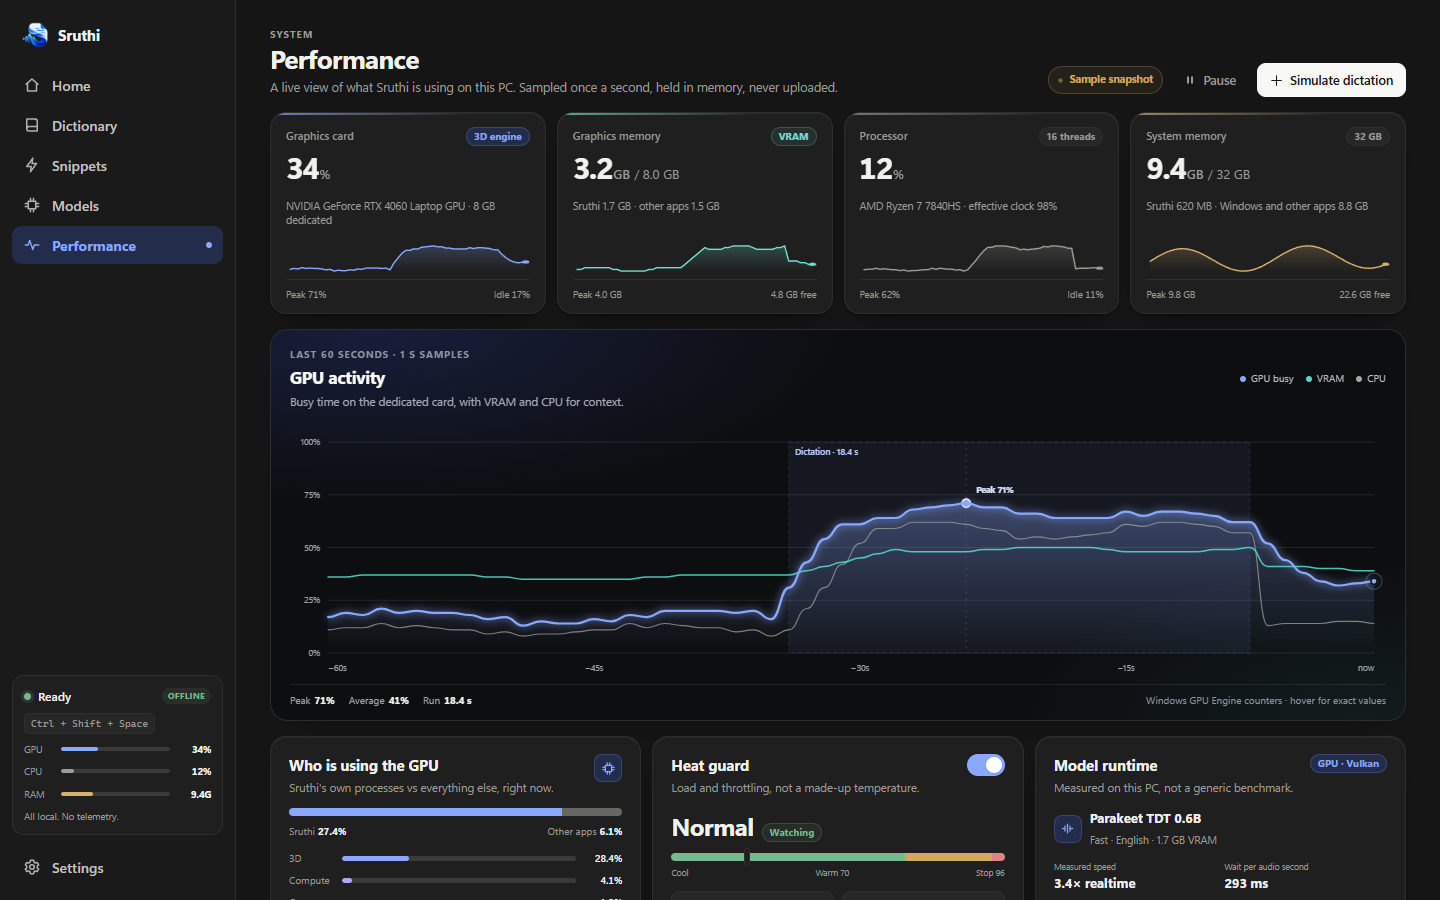 Sruthi
Home
Dictionary
Snippets
Models
Performance
Ready
OFFLINE
Ctrl + Shift + Space
GPU 34%
CPU 12%
RAM 9.4G
All local. No telemetry.
Settings
SYSTEM
Performance
A live view of what Sruthi is using on this PC. Sampled once a second, held in memory, never uploaded.
Sample snapshot
Pause
Simulate dictation
Graphics card
3D engine
34%
NVIDIA GeForce RTX 4060 Laptop GPU · 8 GB
dedicated
Peak 71%
Idle 17%
Graphics memory
VRAM
3.2GB / 8.0 GB
Sruthi 1.7 GB · other apps 1.5 GB
Peak 4.0 GB
4.8 GB free
Processor
16 threads
12%
AMD Ryzen 7 7840HS · effective clock 98%
Peak 62%
Idle 11%
System memory
32 GB
9.4GB / 32 GB
Sruthi 620 MB · Windows and other apps 8.8 GB
Peak 9.8 GB
22.6 GB free
LAST 60 SECONDS · 1 S SAMPLES
GPU activity
Busy time on the dedicated card, with VRAM and CPU for context.
GPU busy
VRAM
CPU
100%
75%
50%
25%
0%
Dictation · 18.4 s
Peak 71%
−60s
−45s
−30s
−15s
now
Peak 71%
Average 41%
Run 18.4 s
Windows GPU Engine counters · hover for exact values
Who is using the GPU
Sruthi's own processes vs everything else, right now.
Sruthi 27.4%
Other apps 6.1%
3D 28.4%
Compute 4.1%
Heat guard
Load and throttling, not a made-up temperature.
Normal
Watching
Cool
Warm 70
Stop 96
Model runtime
GPU · Vulkan
Measured on this PC, not a generic benchmark.
Parakeet TDT 0.6B
Fast · English · 1.7 GB VRAM
Measured speed
3.4× realtime
Wait per audio second
293 ms